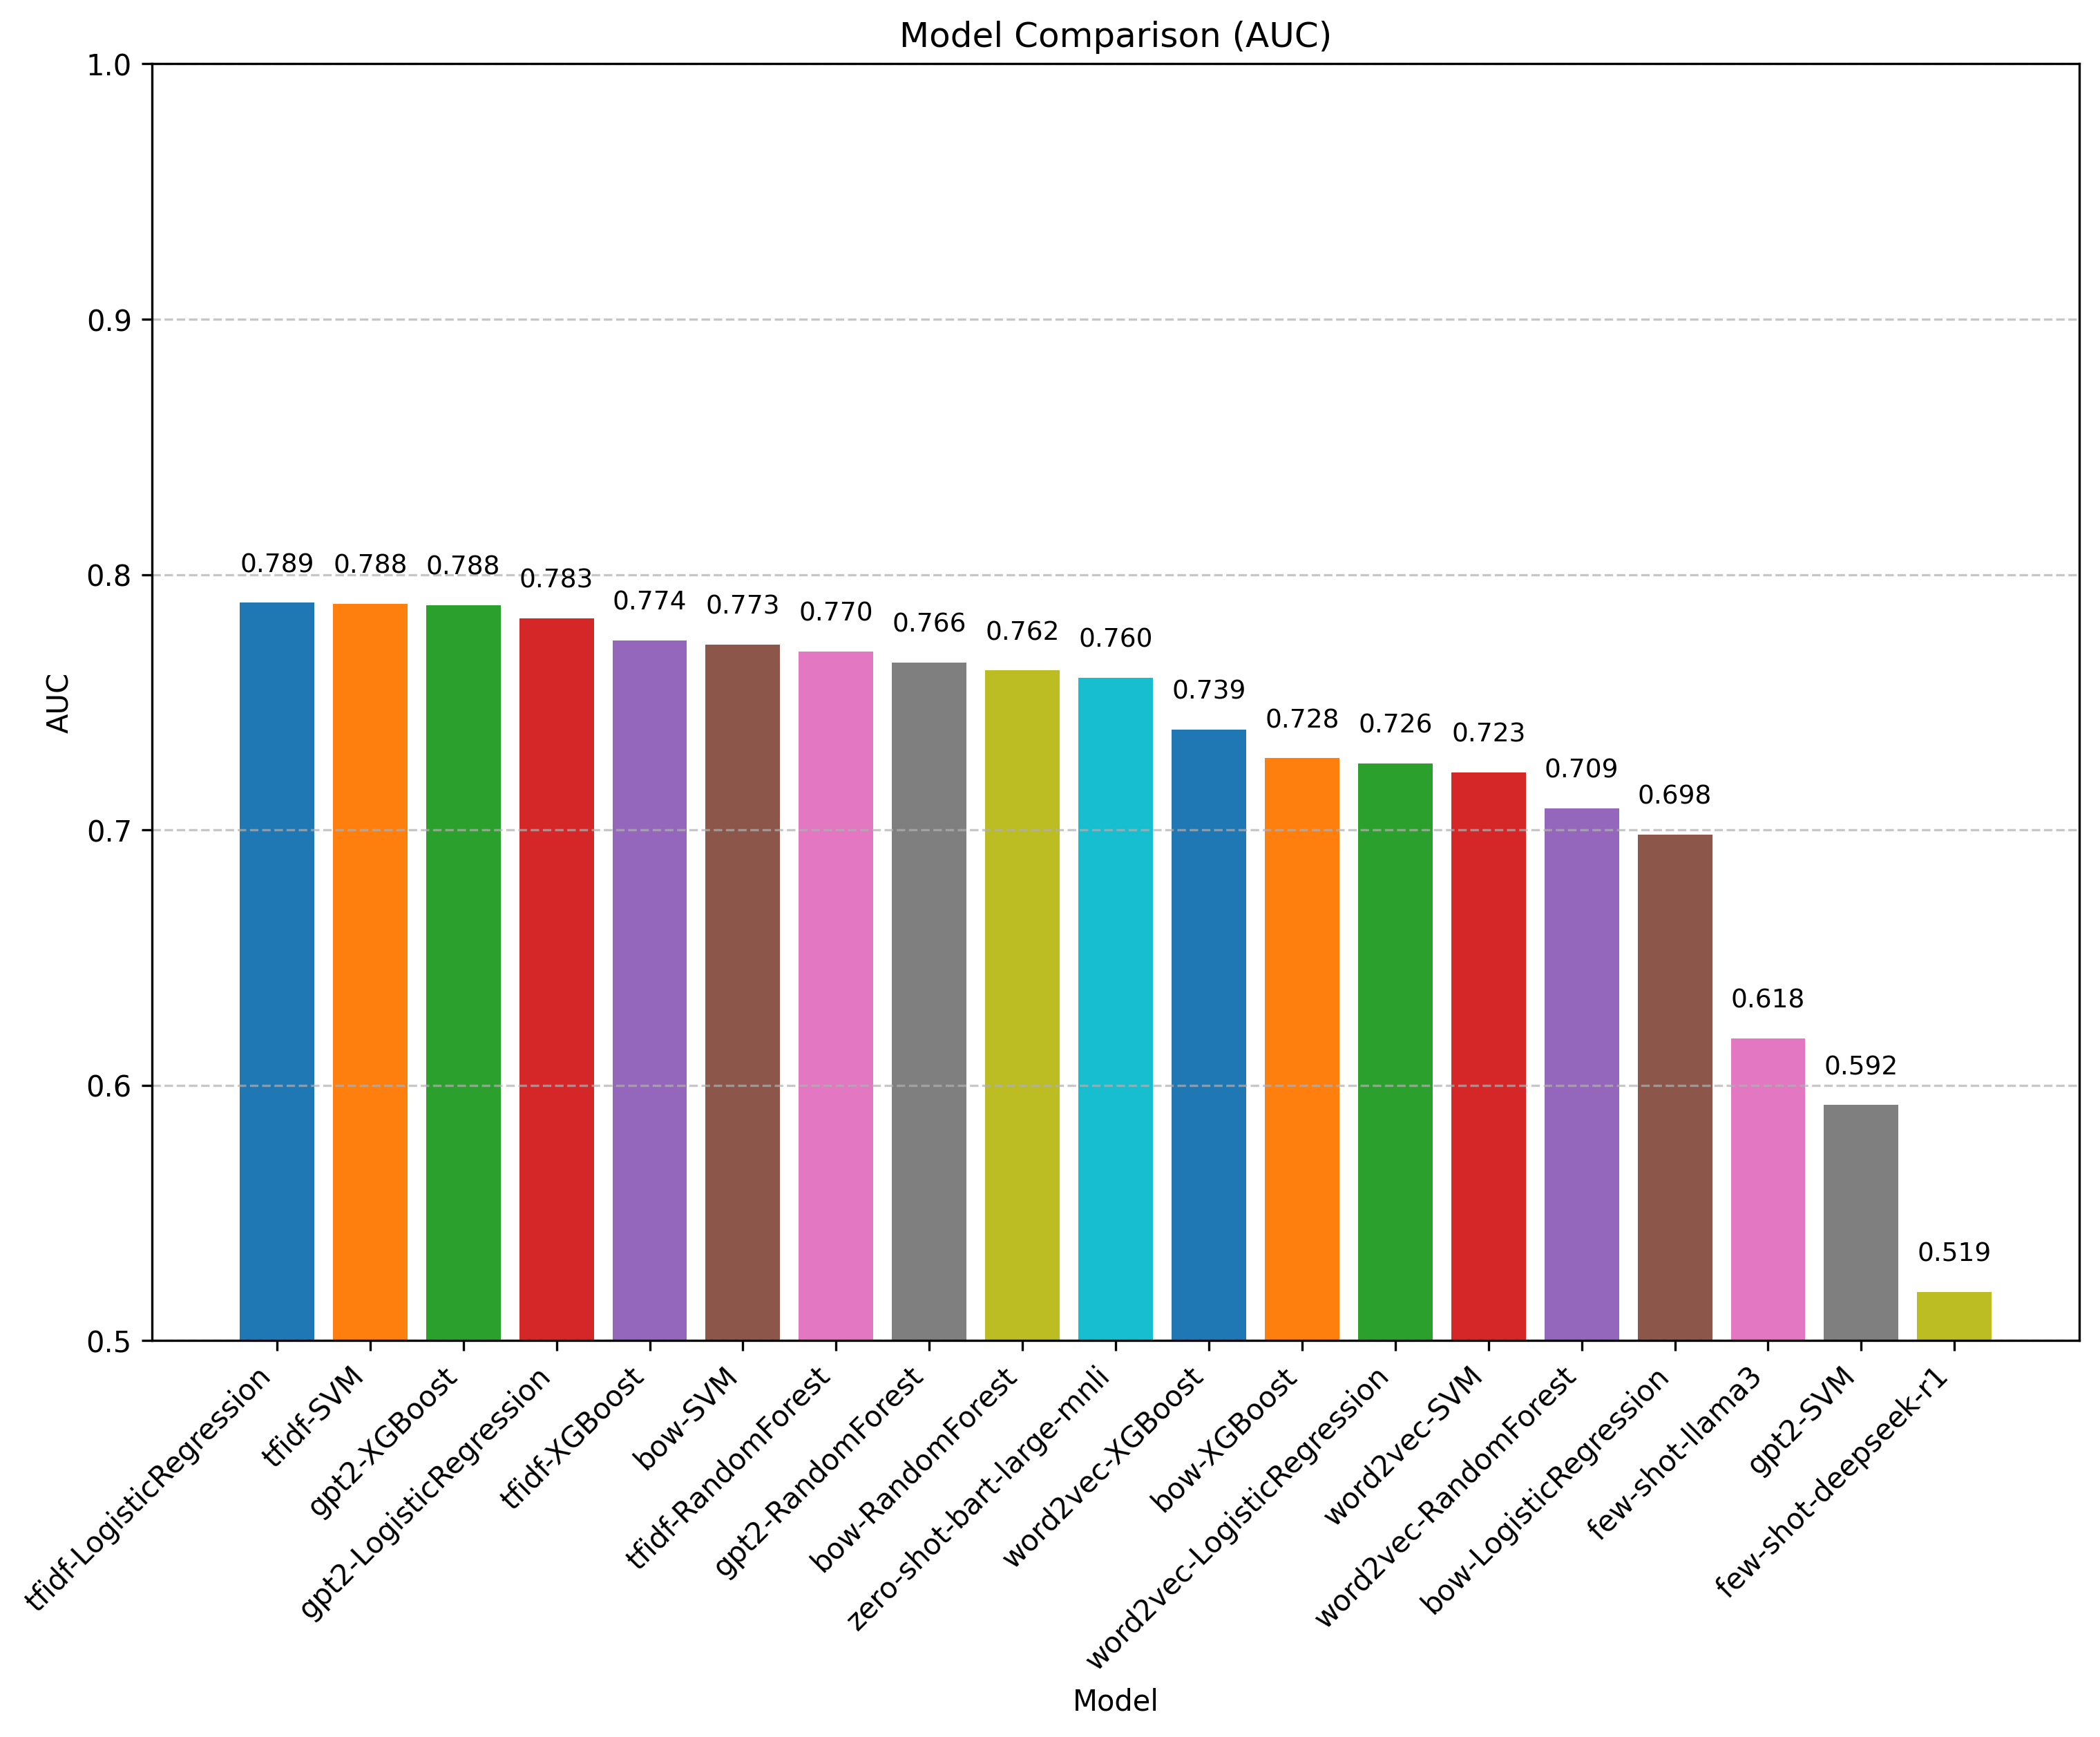 Model Comparison (AUC)
1.0
0.9
0.8
0.7
0.6
0.5
AUC
0.789
0.788
0.788
0.783
0.774
0.773
0.770
0.766
0.762
0.760
0.739
0.728
0.726
0.723
0.709
0.698
0.618
0.592
0.519
tfidf-LogisticRegression
tfidf-SVM
gpt2-XGBoost
gpt2-LogisticRegression
tfidf-XGBoost
bow-SVM
tfidf-RandomForest
gpt2-RandomForest
bow-RandomForest
zero-shot-bart-large-mnli
word2vec-XGBoost
bow-XGBoost
word2vec-LogisticRegression
word2vec-SVM
word2vec-RandomForest
bow-LogisticRegression
few-shot-llama3
gpt2-SVM
few-shot-deepseek-r1
Model